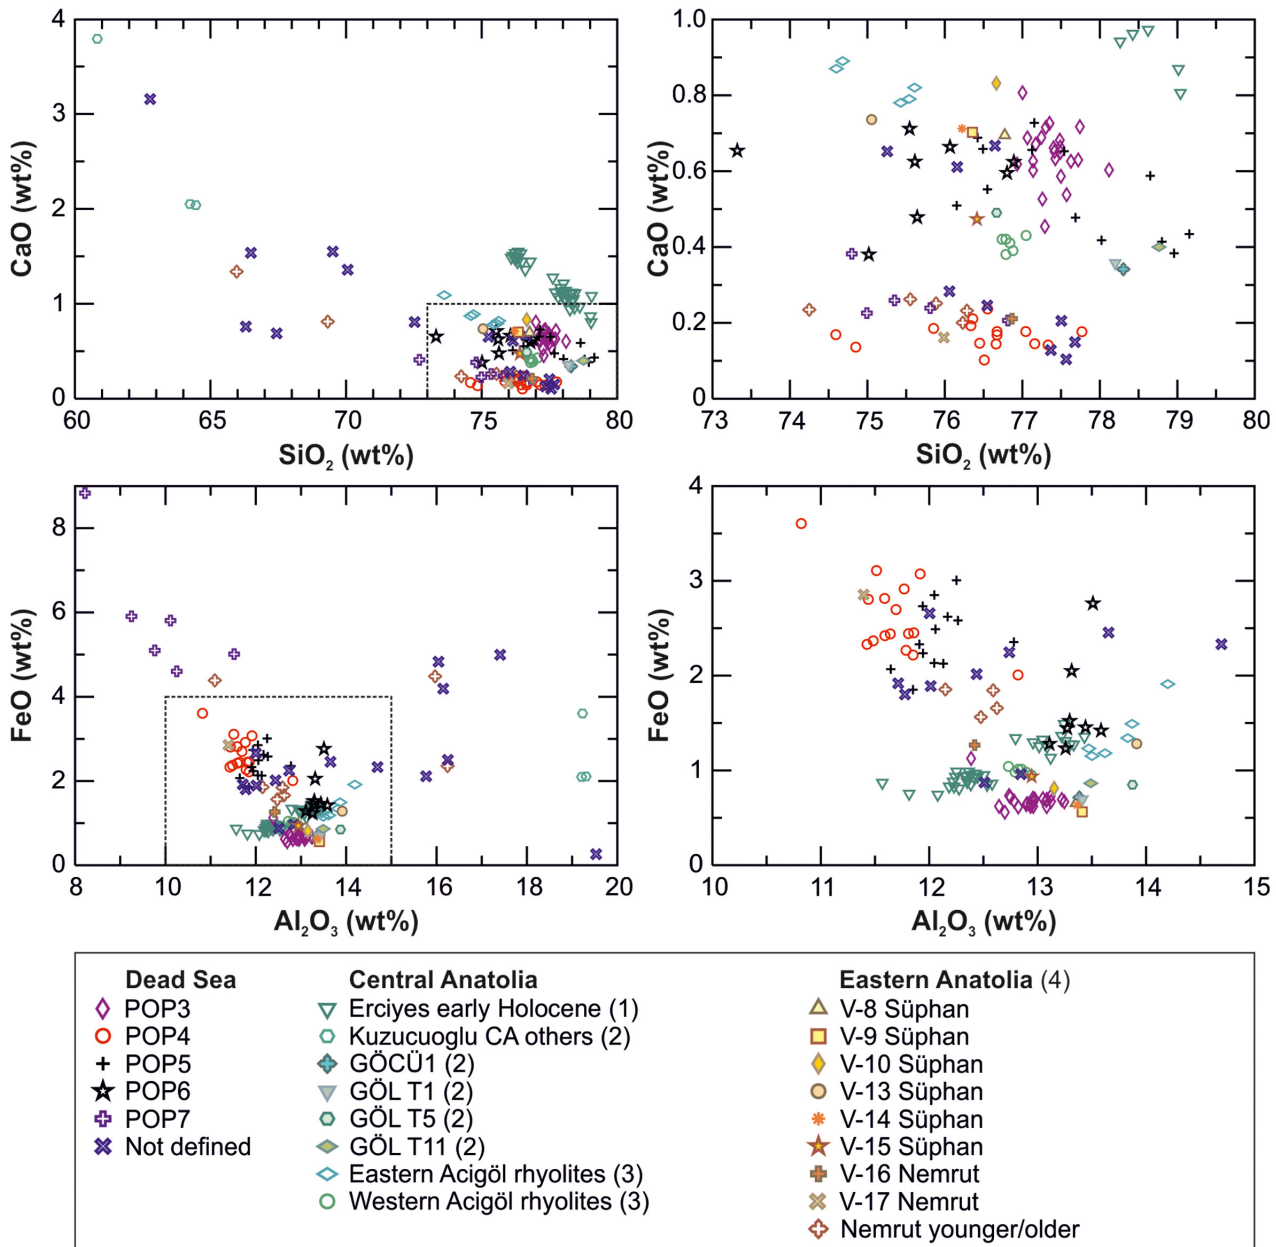 4
3
2
1
0
CaO (wt%)
60 65 70 75 80
SiO₂ (wt%)
1.0
0.8
0.6
0.4
0.2
0
CaO (wt%)
73 74 75 76 77 78 79 80
SiO₂ (wt%)
8
6
4
2
0
FeO (wt%)
8 10 12 14 16 18 20
Al₂O₃ (wt%)
4
3
2
1
0
FeO (wt%)
10 11 12 13 14 15
Al₂O₃ (wt%)
Dead Sea
POP3
POP4
POP5
POP6
POP7
Not defined
Central Anatolia
Erciyes early Holocene (1)
Kuzucuoglu CA others (2)
GÖCÜ1 (2)
GÖL T1 (2)
GÖL T5 (2)
GÖL T11 (2)
Eastern Acigöl rhyolites (3)
Western Acigöl rhyolites (3)
Eastern Anatolia (4)
V-8 Süphan
V-9 Süphan
V-10 Süphan
V-13 Süphan
V-14 Süphan
V-15 Süphan
V-16 Nemrut
V-17 Nemrut
Nemrut younger/older